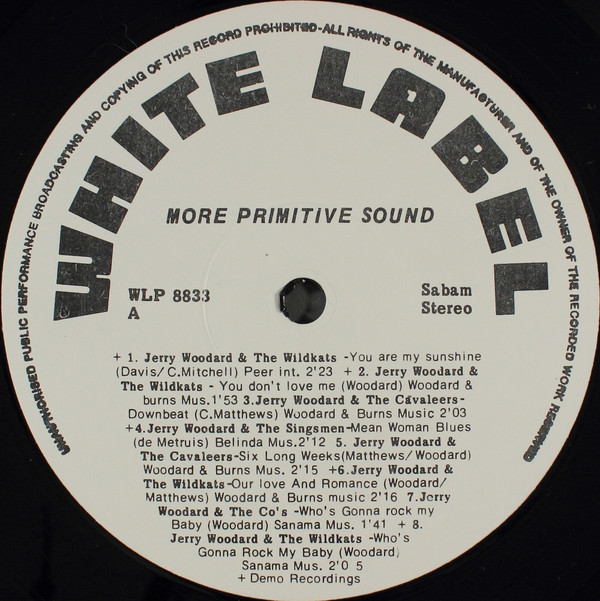 UNAUTHORISED PUBLIC PERFORMANCE BROADCASTING AND COPYING OF THIS RECORD PROHIBITED-ALL RIGHTS OF THE MANUFACTURER AND OF THE OWNER OF THE RECORDED WORK RESERVED
WHITE LABEL
MORE PRIMITIVE SOUND
WLP 8833
A
Sabam
Stereo
+ 1. Jerry Woodard & The Wildkats -You are my sunshine
(Davis/C.Mitchell) Peer int. 2'23 + 2. Jerry Woodard &
The Wildkats - You don't love me (Woodard) Woodard &
burns Mus.1'53 3.Jerry Woodard & The Cavaleers-
Downbeat (C.Matthews) Woodard & Burns Music 2'03
+4.Jerry Woodard & The Singsmen-Mean Woman Blues
(de Metruis) Belinda Mus.2'12 5. Jerry Woodard &
The Cavaleers-Six Long Weeks(Matthews/Woodard)
Woodard & Burns Mus. 2'15 +6.Jerry Woodard &
The Wildkats-Our love And Romance (Woodard/
Matthews) Woodard & Burns music 2'16 7.Jerry
Woodard & The Co's -Who's Gonna rock my
Baby (Woodard) Sanama Mus. 1'41 + 8.
Jerry Woodard & The Wildkats -Who's
Gonna Rock My Baby (Woodard)
Sanama Mus. 2'0 5
+ Demo Recordings